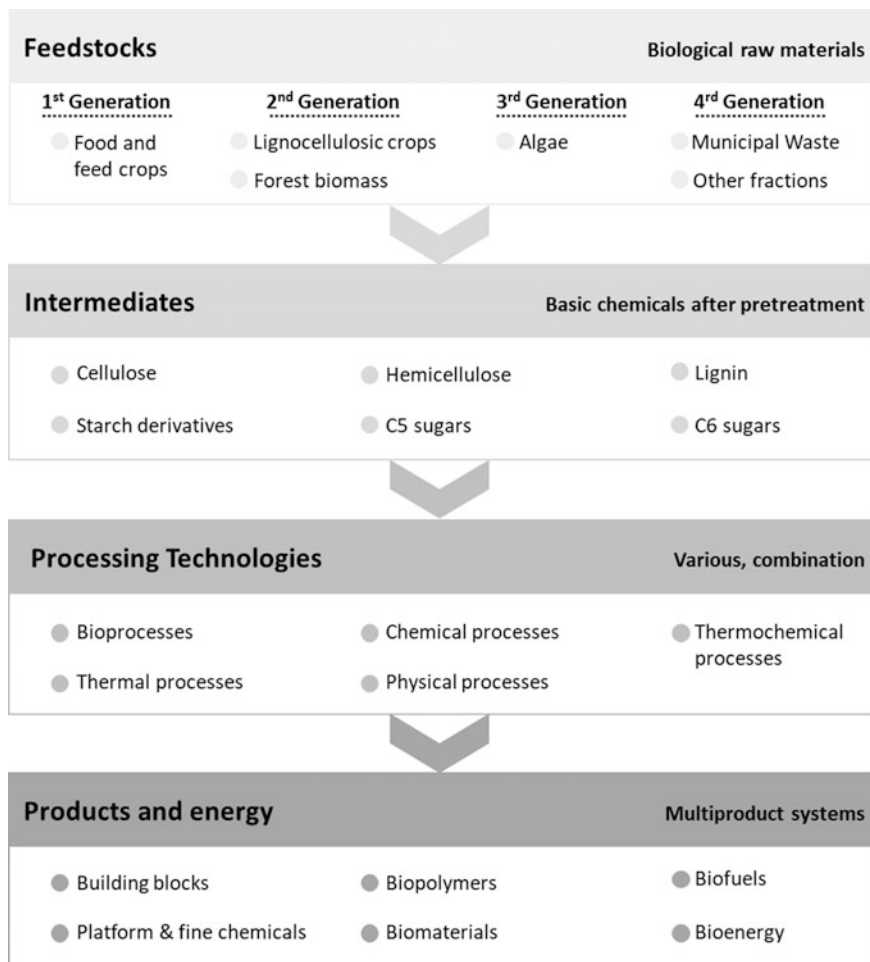 Feedstocks
Biological raw materials
1st Generation
2nd Generation
3rd Generation
4rd Generation
Food and
feed crops
Lignocellulosic crops
Forest biomass
Algae
Municipal Waste
Other fractions
Intermediates
Basic chemicals after pretreatment
Cellulose
Hemicellulose
Lignin
Starch derivatives
C5 sugars
C6 sugars
Processing Technologies
Various, combination
Bioprocesses
Chemical processes
Thermochemical
processes
Thermal processes
Physical processes
Products and energy
Multiproduct systems
Building blocks
Biopolymers
Biofuels
Platform & fine chemicals
Biomaterials
Bioenergy